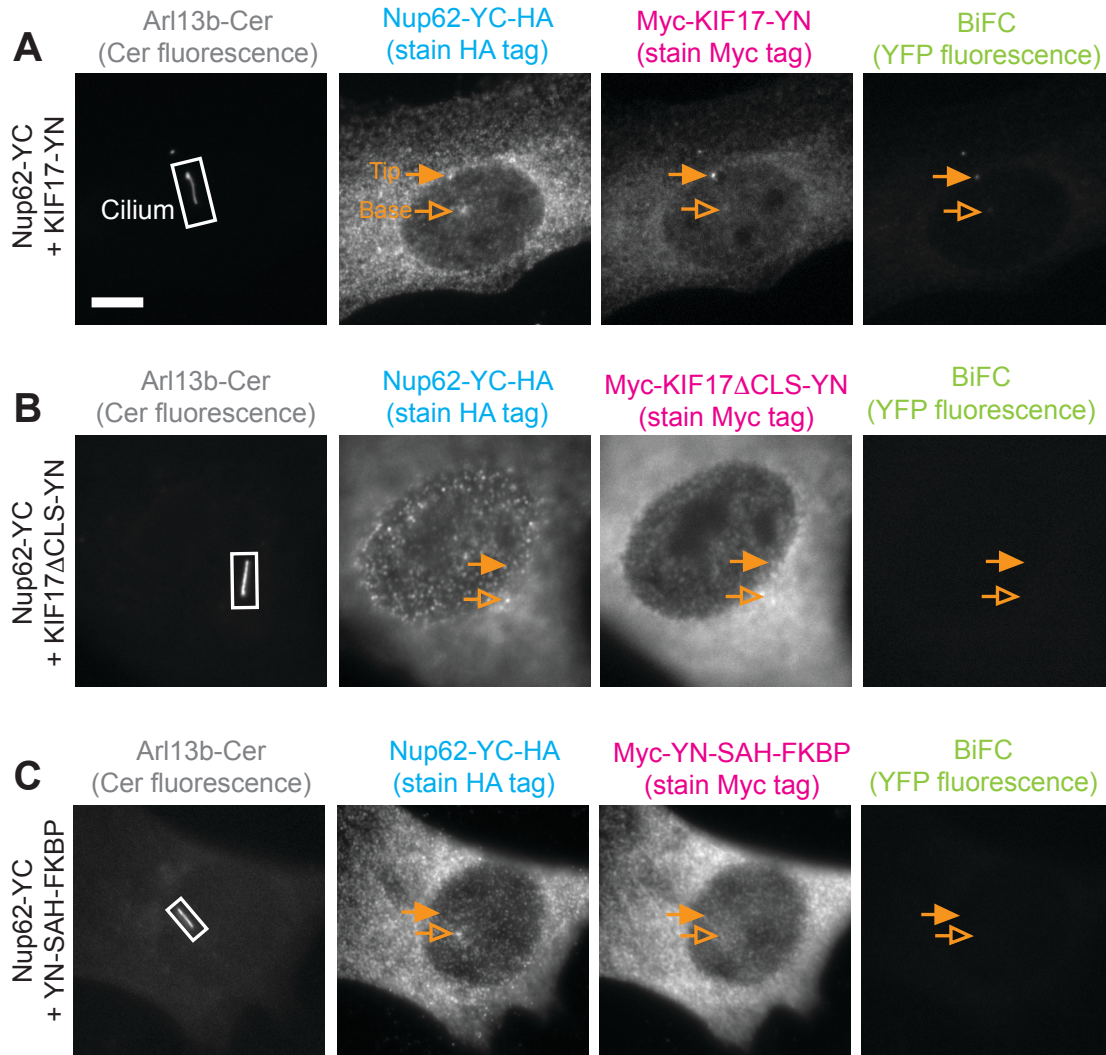 A
Arl13b-Cer
(Cer fluorescence)
Nup62-YC-HA
(stain HA tag)
Myc-KIF17-YN
(stain Myc tag)
BiFC
(YFP fluorescence)
Nup62-YC
+ KIF17-YN
Cilium
Tip
Base
B
Arl13b-Cer
(Cer fluorescence)
Nup62-YC-HA
(stain HA tag)
Myc-KIF17ΔCLS-YN
(stain Myc tag)
BiFC
(YFP fluorescence)
Nup62-YC
+ KIF17ΔCLS-YN
C
Arl13b-Cer
(Cer fluorescence)
Nup62-YC-HA
(stain HA tag)
Myc-YN-SAH-FKBP
(stain Myc tag)
BiFC
(YFP fluorescence)
Nup62-YC
+ YN-SAH-FKBP